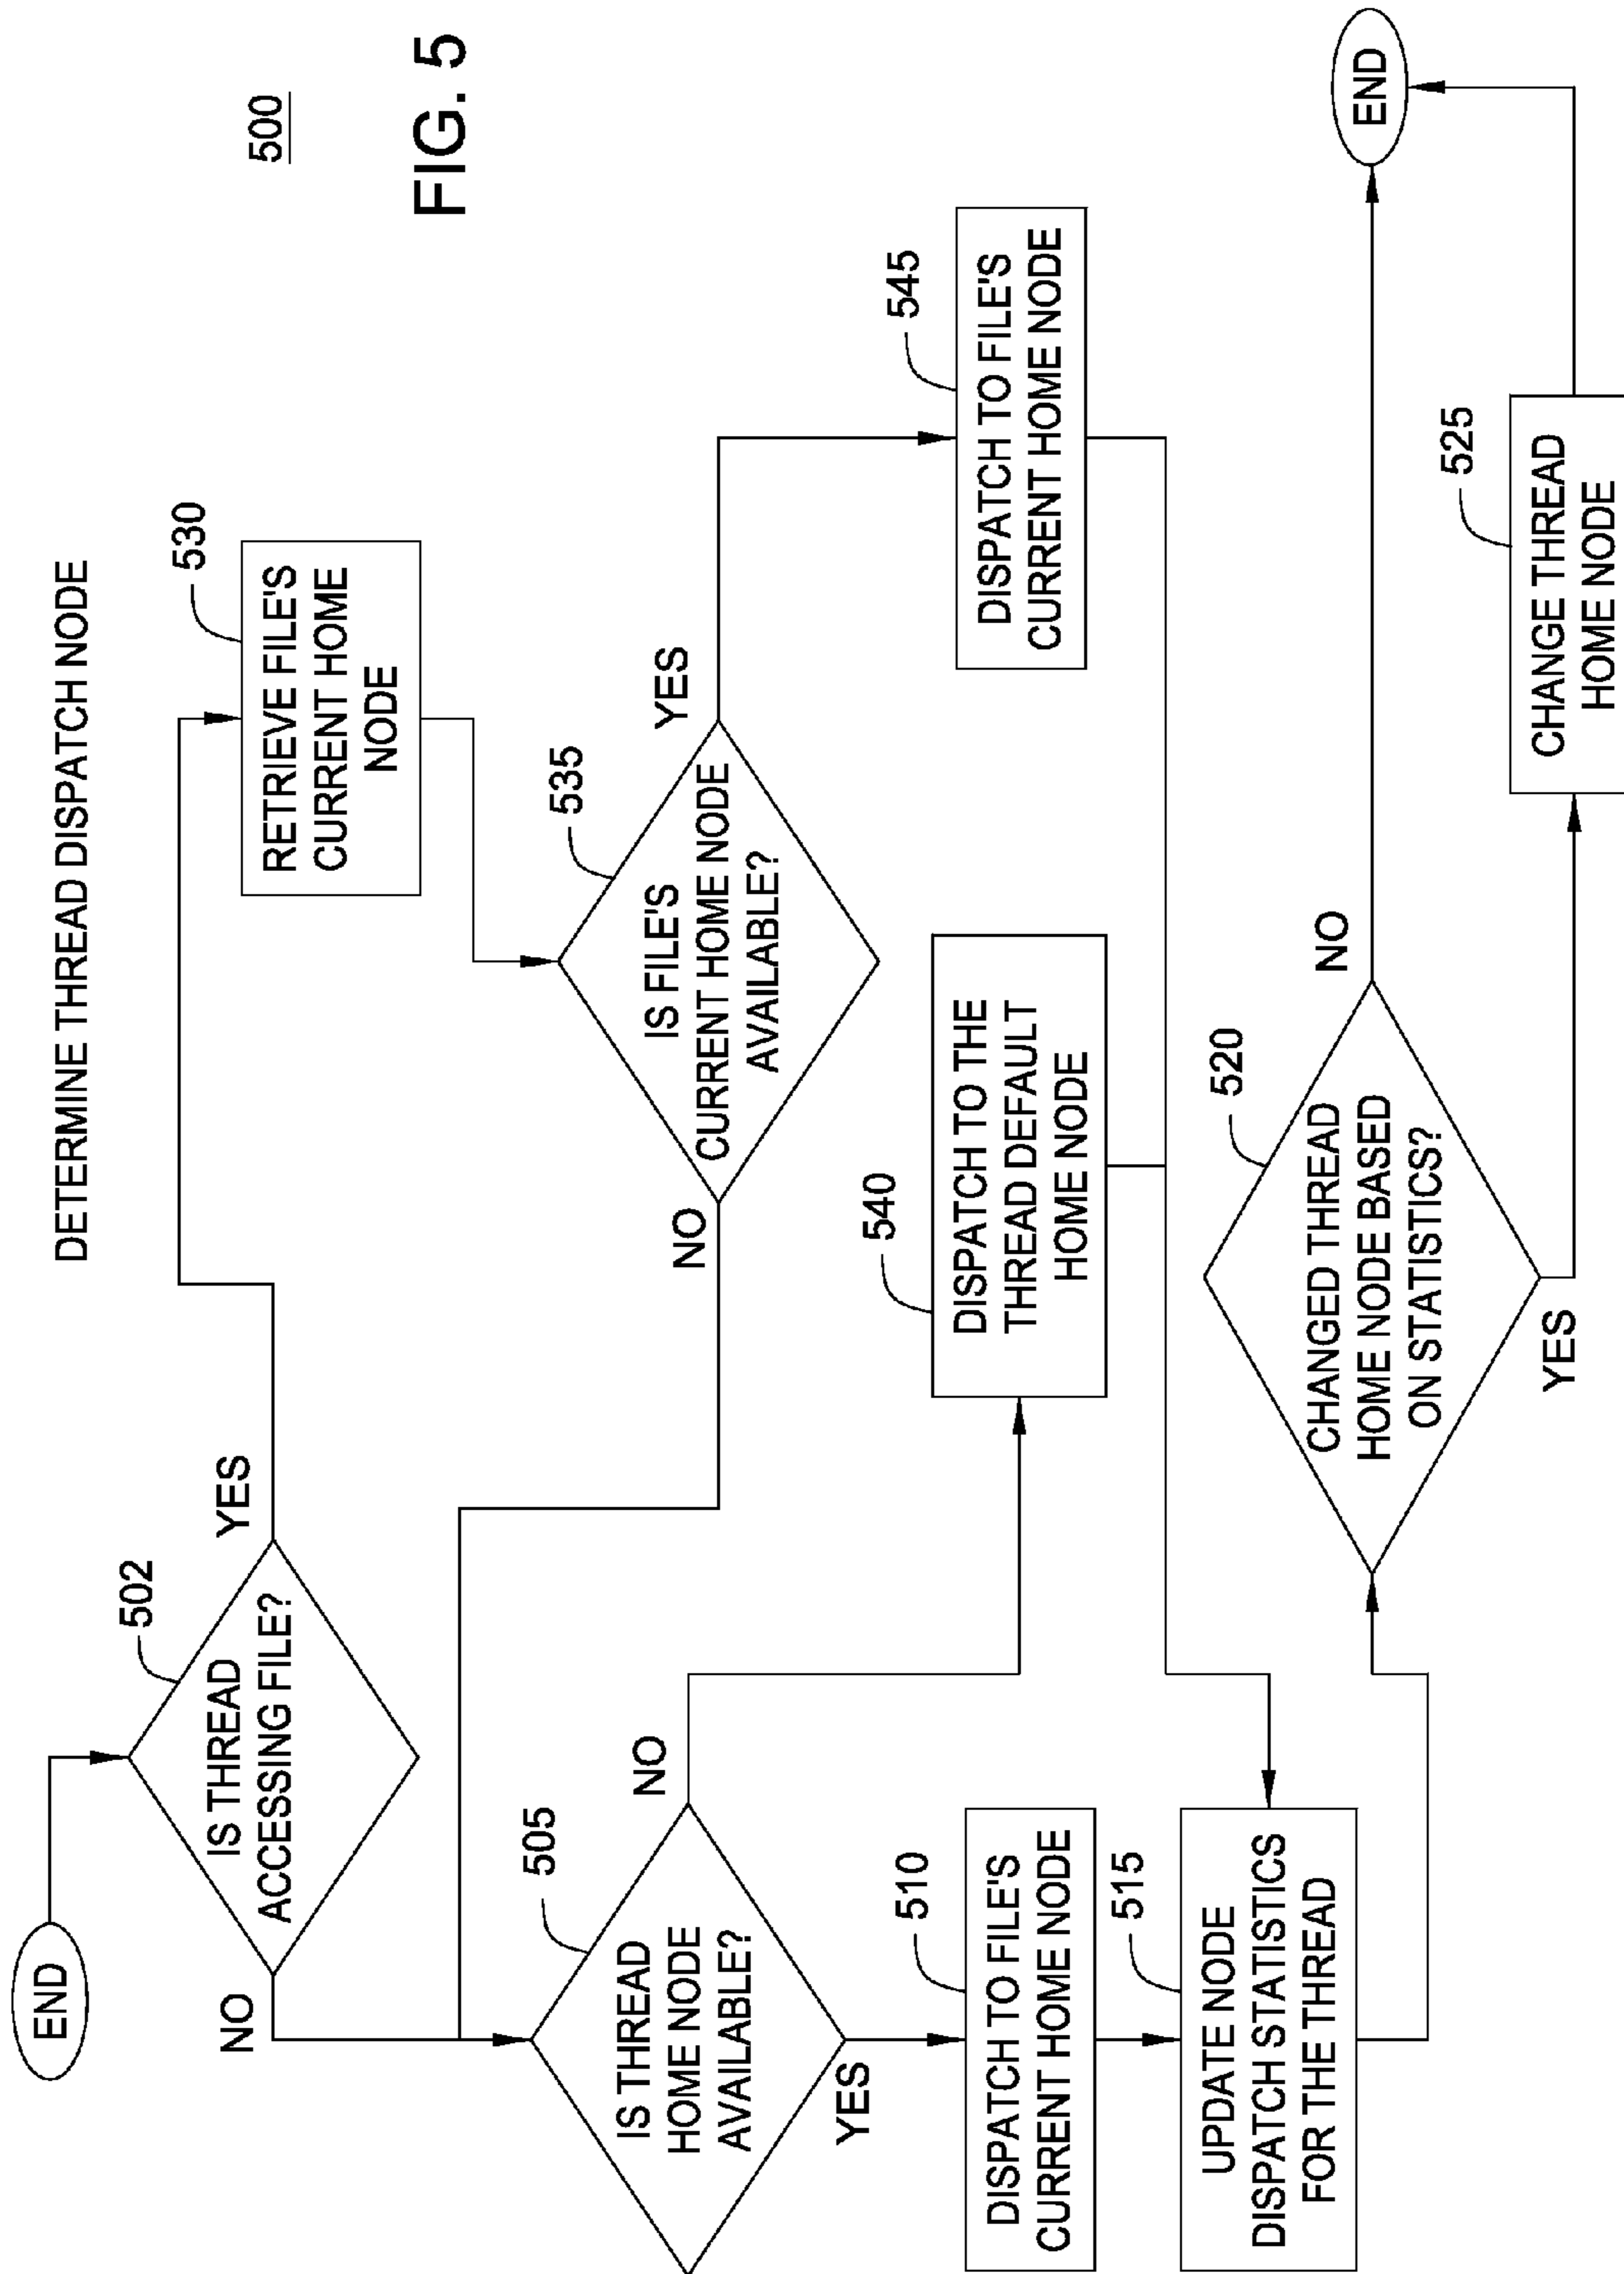 DETERMINE THREAD DISPATCH NODE
500
FIG. 5
END
502
IS THREAD
ACCESSING FILE?
YES
NO
530
RETRIEVE FILE'S
CURRENT HOME
NODE
535
IS FILE'S
CURRENT HOME NODE
AVAILABLE?
YES
NO
505
IS THREAD
HOME NODE
AVAILABLE?
NO
YES
540
DISPATCH TO THE
THREAD DEFAULT
HOME NODE
545
DISPATCH TO FILE'S
CURRENT HOME NODE
510
DISPATCH TO FILE'S
CURRENT HOME NODE
515
UPDATE NODE
DISPATCH STATISTICS
FOR THE THREAD
520
CHANGED THREAD
HOME NODE BASED
ON STATISTICS?
NO
YES
525
CHANGE THREAD
HOME NODE
END